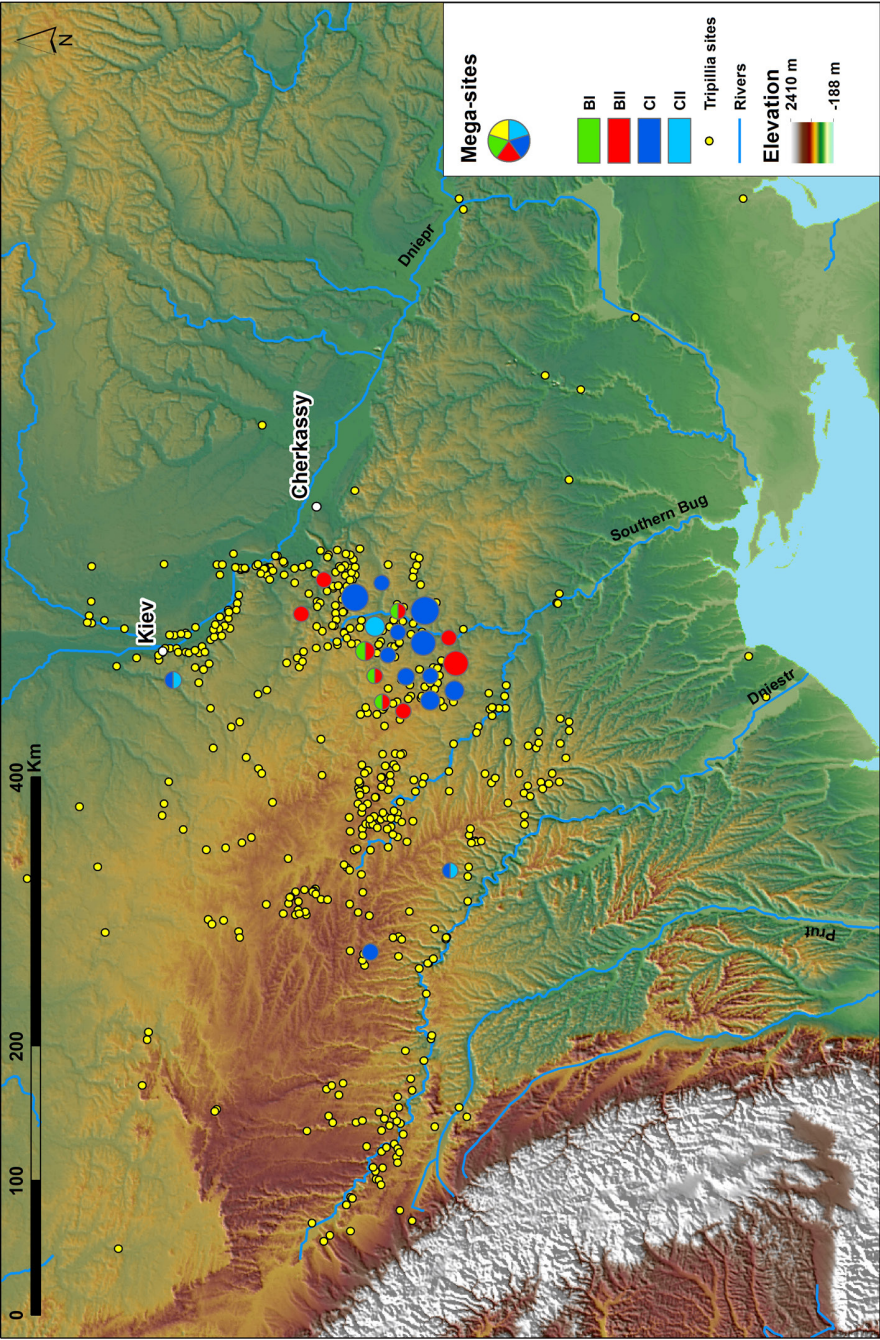 N
Kiev
Cherkassy
Dniepr
Southern Bug
Dniestr
Prut
0
100
200
400
Km
Mega-sites
BI
BII
CI
CII
Tripillia sites
Rivers
Elevation
2410 m
-188 m